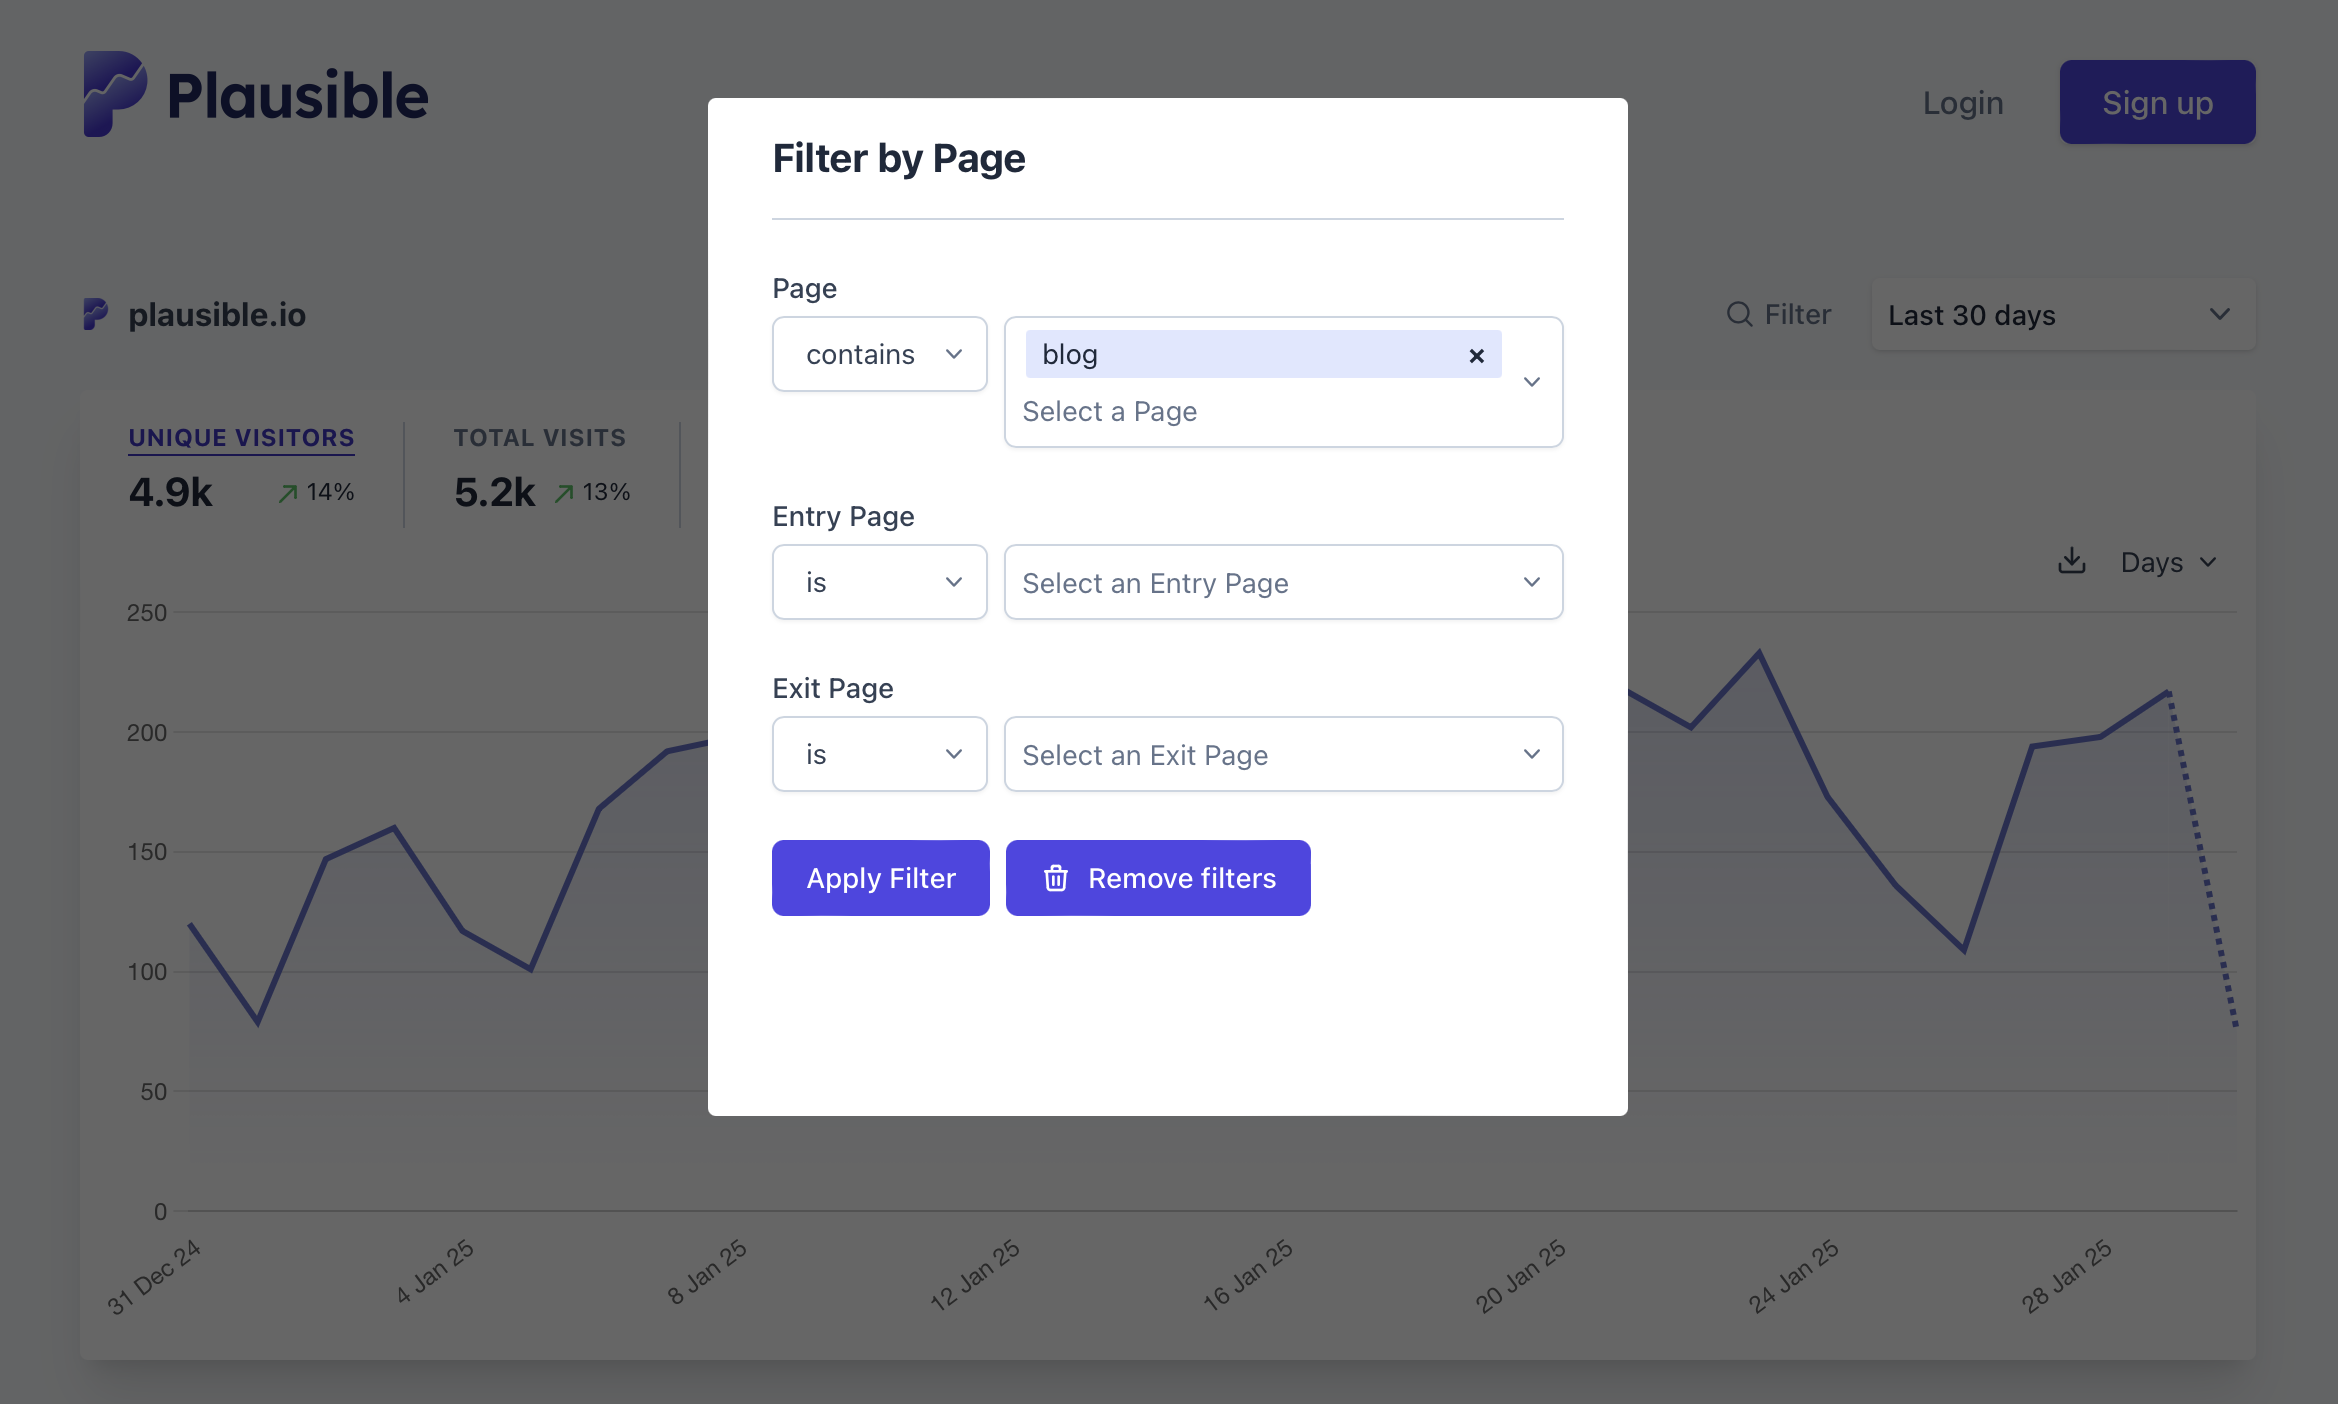 Plausible
Login
Sign up
Filter by Page
plausible.io
Filter
Last 30 days
Page
contains
blog
Select a Page
UNIQUE VISITORS
4.9k
14%
TOTAL VISITS
5.2k
13%
Entry Page
is
Select an Entry Page
Days
Exit Page
is
Select an Exit Page
Apply Filter
Remove filters
250
200
150
100
50
0
31 Dec 24
4 Jan 25
8 Jan 25
12 Jan 25
16 Jan 25
20 Jan 25
24 Jan 25
28 Jan 25